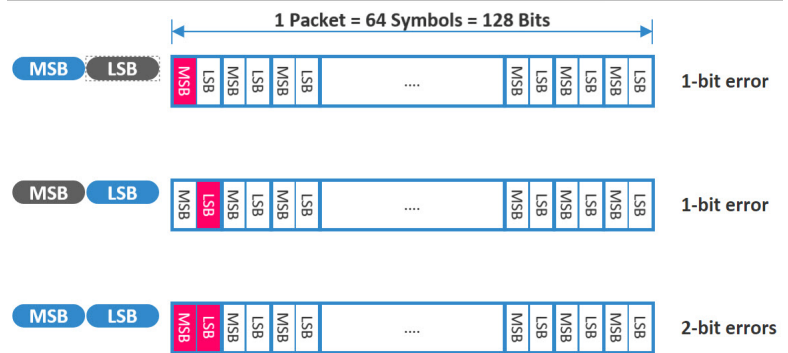 1 Packet = 64 Symbols = 128 Bits
MSB LSB MSB LSB MSB LSB MSB LSB .... MSB LSB MSB LSB MSB LSB 1-bit error
MSB LSB MSB LSB MSB LSB MSB LSB .... MSB LSB MSB LSB MSB LSB 1-bit error
MSB LSB MSB LSB MSB LSB MSB LSB .... MSB LSB MSB LSB MSB LSB 2-bit errors